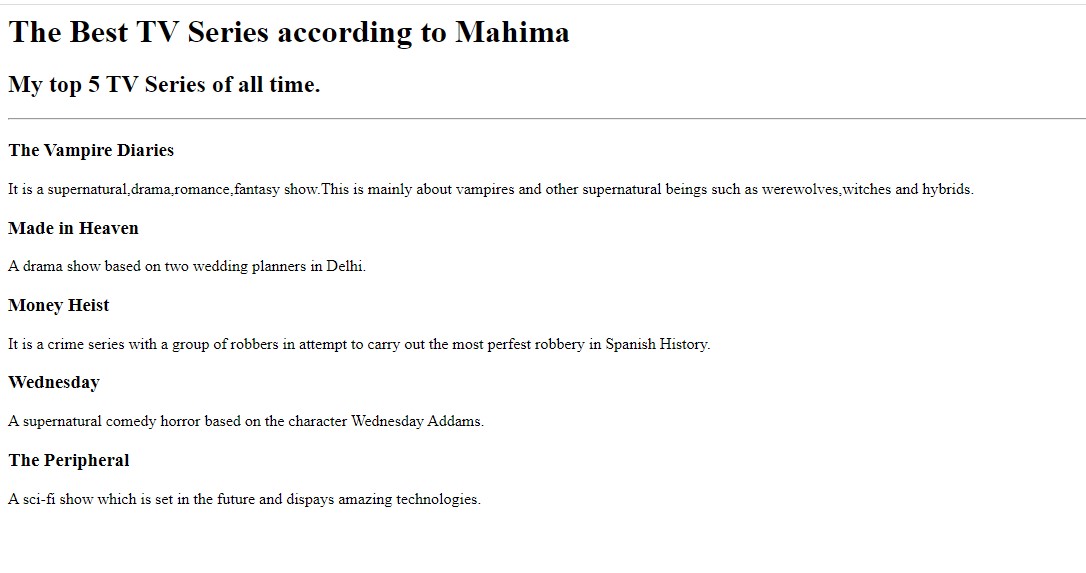 The Best TV Series according to Mahima
My top 5 TV Series of all time.
The Vampire Diaries
It is a supernatural,drama,romance,fantasy show.This is mainly about vampires and other supernatural beings such as werewolves,witches and hybrids.
Made in Heaven
A drama show based on two wedding planners in Delhi.
Money Heist
It is a crime series with a group of robbers in attempt to carry out the most perfest robbery in Spanish History.
Wednesday
A supernatural comedy horror based on the character Wednesday Addams.
The Peripheral
A sci-fi show which is set in the future and dispays amazing technologies.